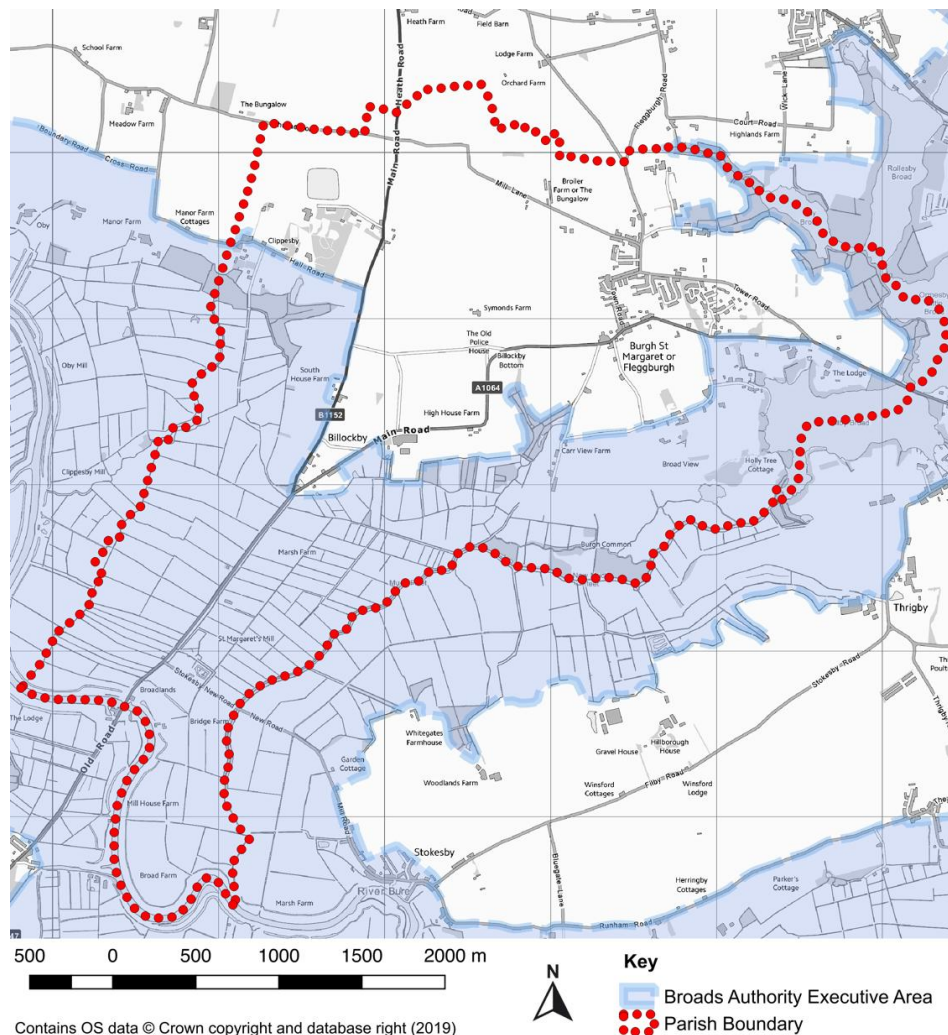 Heath Farm
Field Barn
School Farm
Heath Road
Lodge Farm
Orchard Farm
The Bungalow
Wick Lane
Fleggburgh Road
Meadow Farm
Court Road
Highlands Farm
Boundary Road
Cross Road
Main Road
Rollesby
Broad
Mill Lane
Broiler
Farm or The
Bungalow
Manor Farm
Oby
Manor Farm
Cottages
Clippesby
Hall Road
Tower Road
Symonds Farm
Town Road
The Old
Police
House
Billockby
Bottom
Burgh St
Margaret or
Fleggburgh
Oby Mill
South
House Farm
The Lodge
A1064
B1152
High House Farm
Billockby
Main Road
Carr View Farm
Broad View
Holly Tree
Cottage
Clippesby Mill
Marsh Farm
Burgh Common
Thrigby
St Margaret's Mill
Stokesby New Road
New Road
Stokesby Road
Broadlands
The Lodge
Bridge Farm
Old Road
Whitegates
Farmhouse
Gravel House
Hillborough
House
Garden
Cottage
Woodlands Farm
Winsford
Cottages
Filby Road
Winsford
Lodge
Mill House Farm
Mill Road
Stokesby
Broad Farm
River Bure
Bluegate Lane
Herringby
Cottages
Parker's
Cottage
Marsh Farm
Runham Road
500 0 500 1000 1500 2000 m
N
Key
Broads Authority Executive Area
Parish Boundary
Contains OS data © Crown copyright and database right (2019)